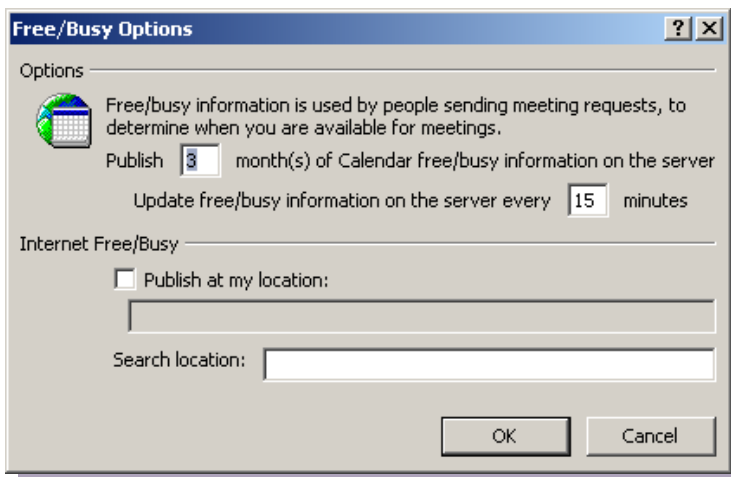 Free/Busy Options
Options
Free/busy information is used by people sending meeting requests, to
determine when you are available for meetings.
Publish 3 month(s) of Calendar free/busy information on the server
Update free/busy information on the server every 15 minutes
Internet Free/Busy
Publish at my location:
Search location:
OK Cancel